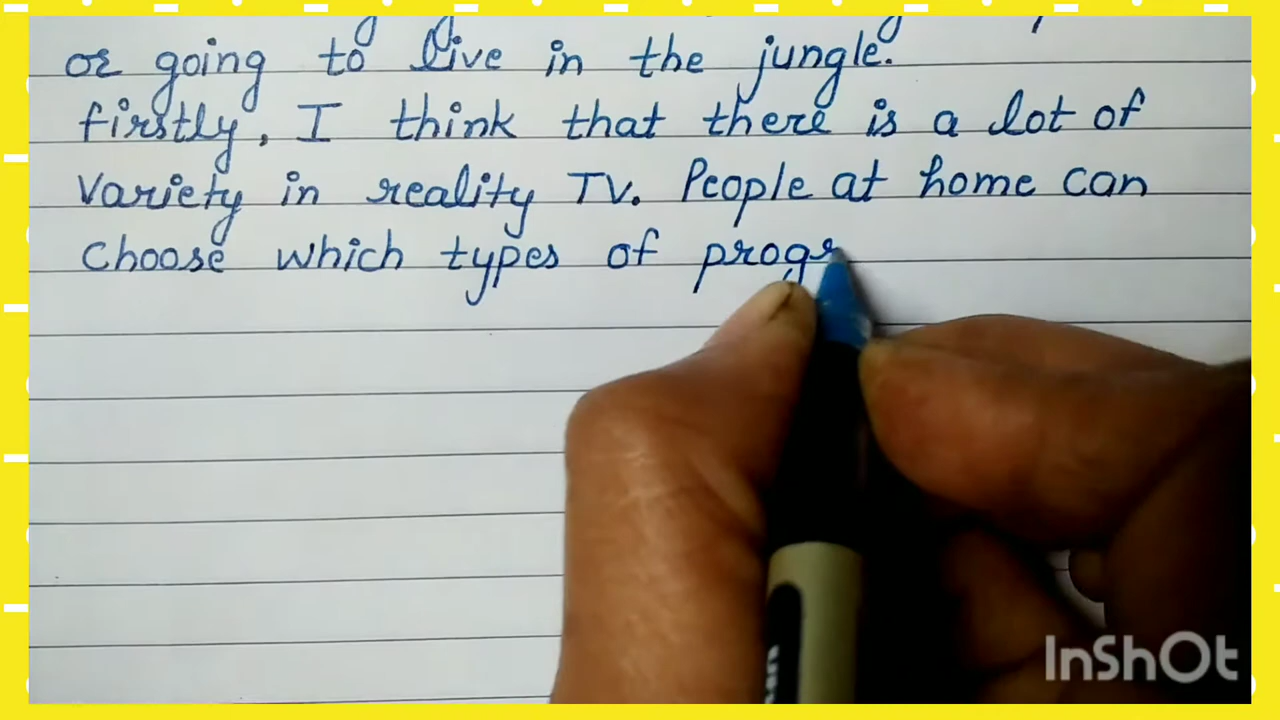 or going to live in the jungle.
firstly, I think that there is a lot of
Variety in reality TV. People at home can
Choose which types of progr
InShOt